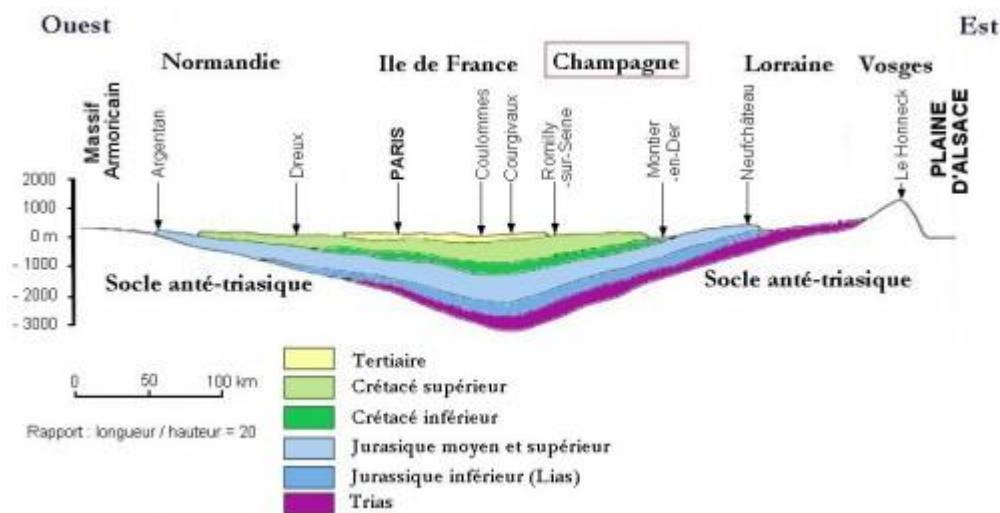 Ouest
Est
Normandie
Ile de France
Champagne
Lorraine
Vosges
Massif
Armoricain
Argentan
Dreux
PARIS
Coulommes
Courgivaux
Romilly
-sur-Seine
Montier
-en-Der
Neufchâteau
Le Honneck
PLAINE
D'ALSACE
2000
1000
0 m
- 1000
- 2000
- 3000
Socle anté-triasique
Socle anté-triasique
0 50 100 km
Rapport : longueur / hauteur = 20
Tertiaire
Crétacé supérieur
Crétacé inférieur
Jurasique moyen et supérieur
Jurassique inférieur (Lias)
Trias